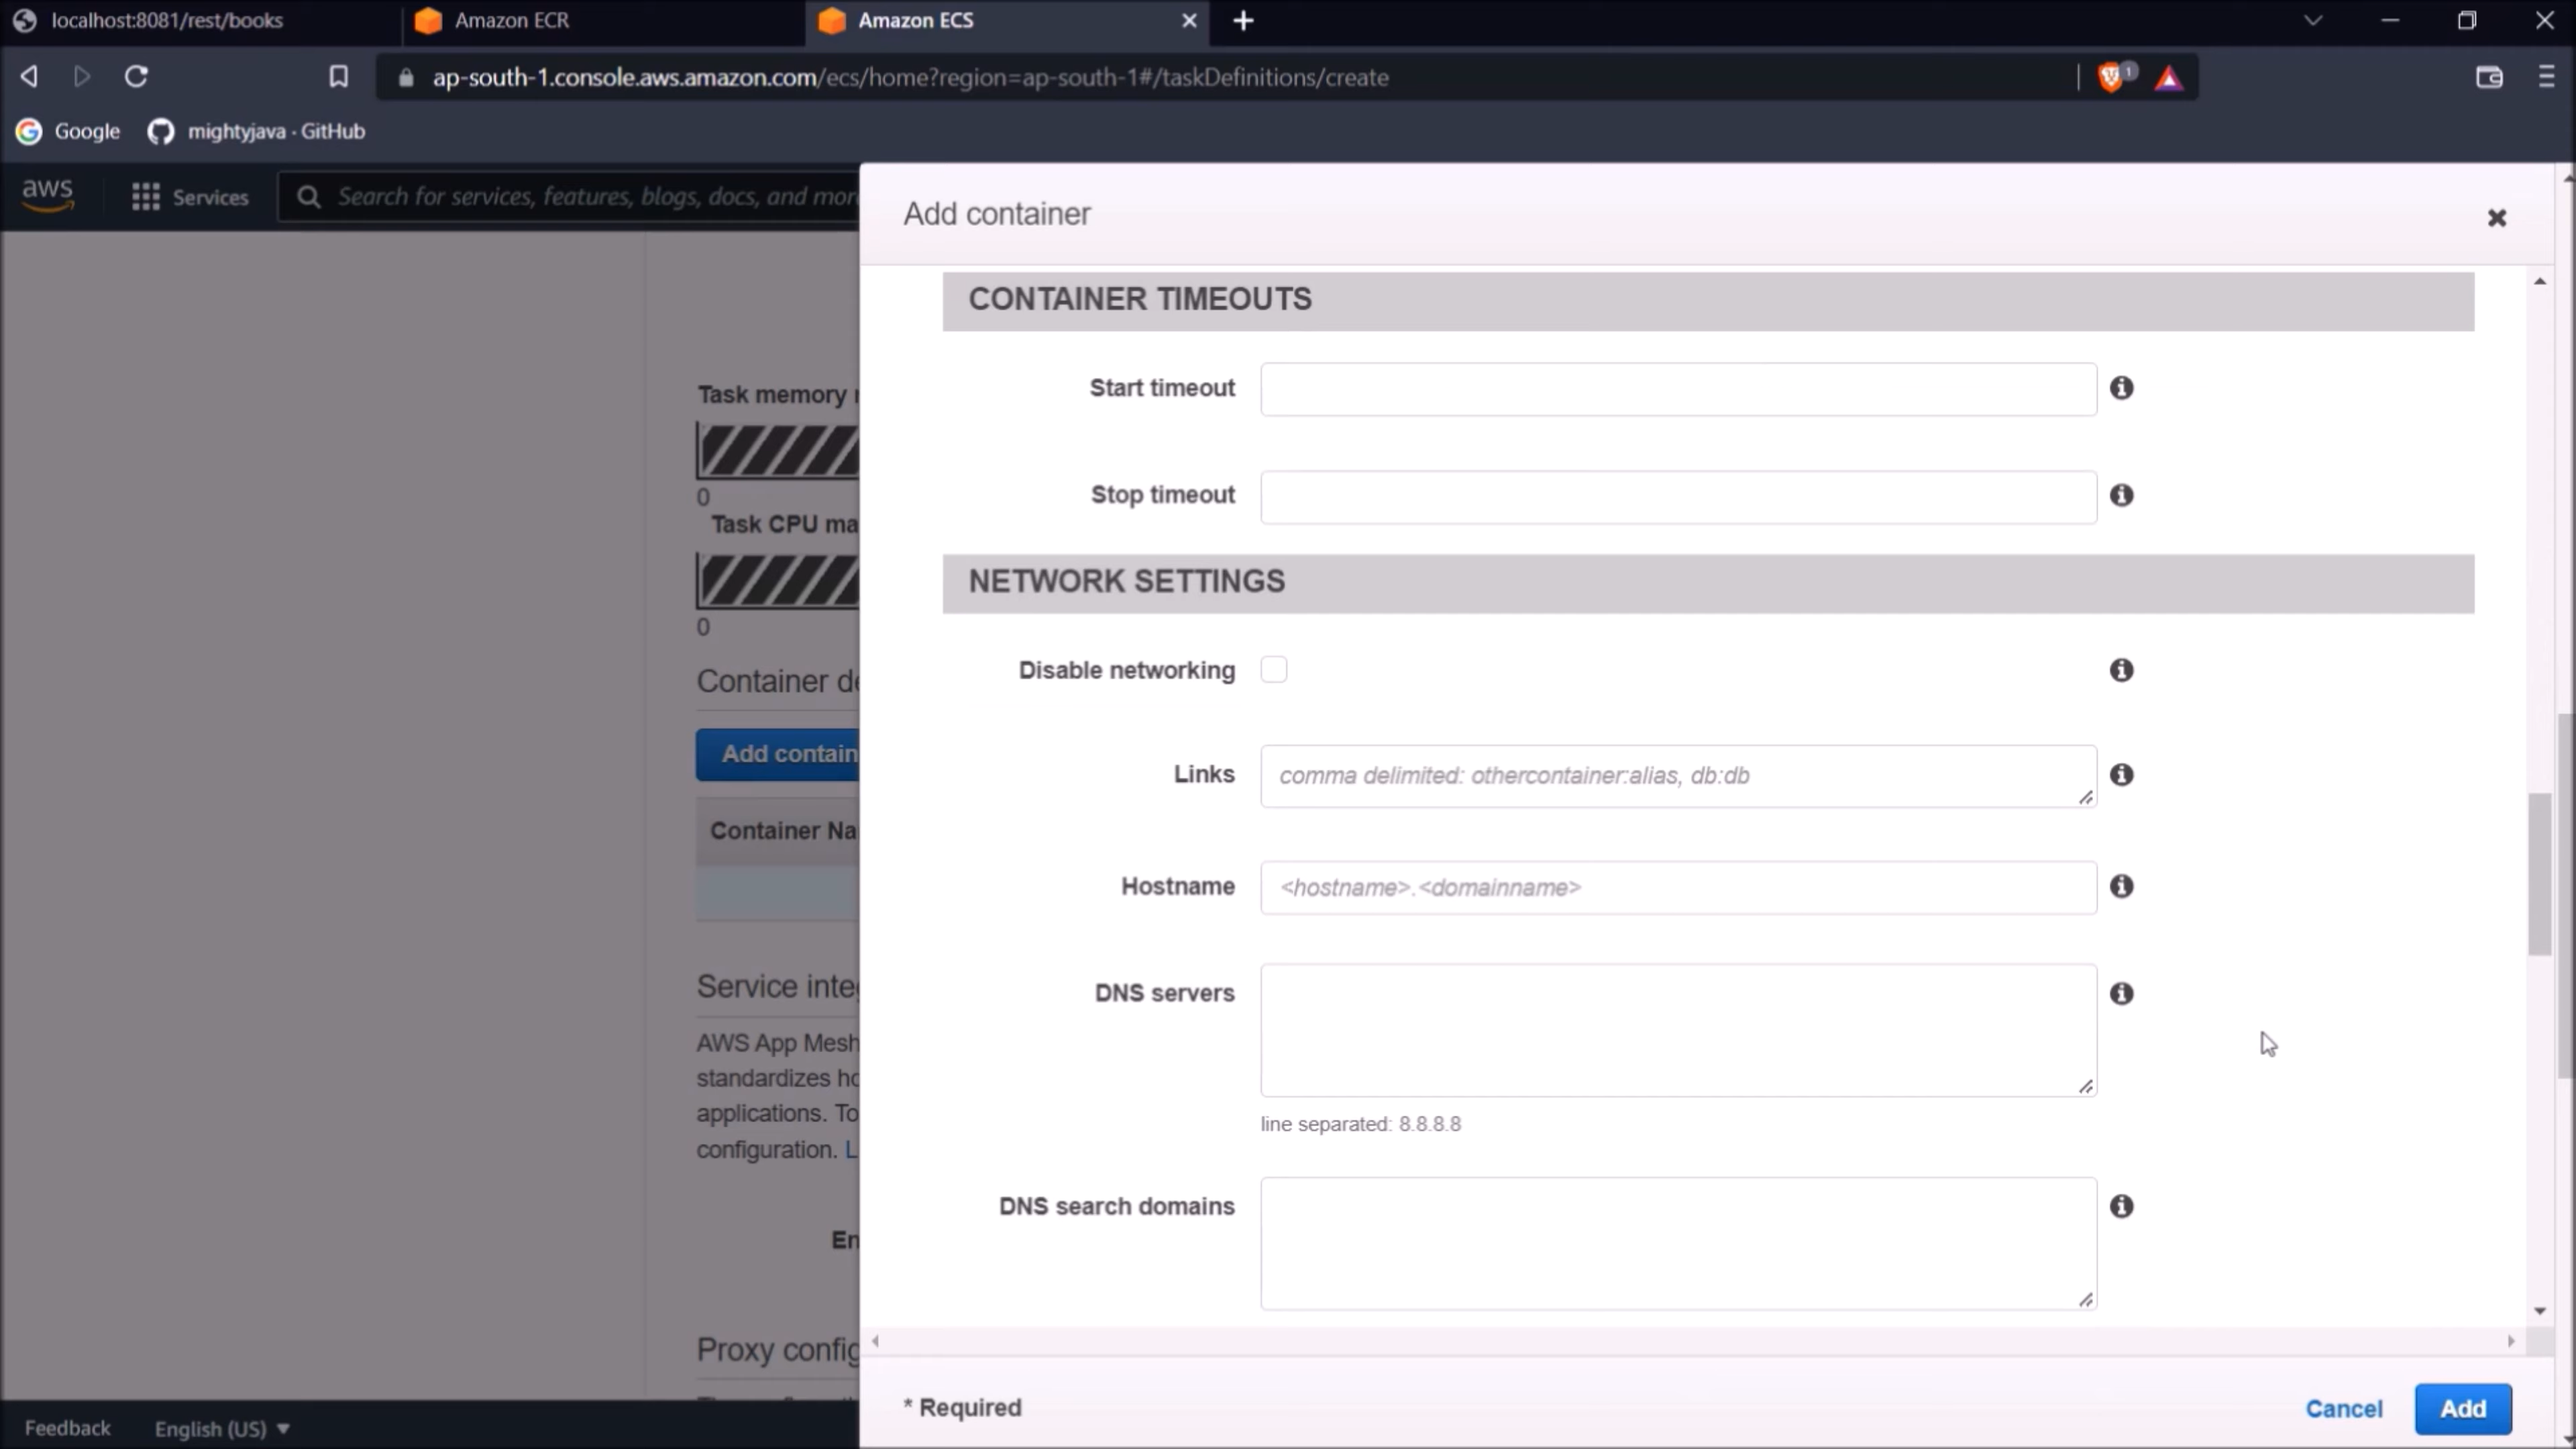 localhost:8081/rest/books
Amazon ECR
Amazon ECS
ap-south-1.console.aws.amazon.com/ecs/home?region=ap-south-1#/taskDefinitions/create
1
Google
mightyjava · GitHub
aws
Services
Search for services, features, blogs, docs, and mor
Add container
CONTAINER TIMEOUTS
Start timeout
Task memory
0
Stop timeout
Task CPU ma
0
NETWORK SETTINGS
Disable networking
Container de
Add contain
Links
comma delimited: othercontainer:alias, db:db
Container Na
Hostname
<hostname>.<domainname>
Service inte
DNS servers
AWS App Mesh
standardizes ho
applications. To
line separated: 8.8.8.8
configuration. L
DNS search domains
En
Proxy config
* Required
Cancel
Add
Feedback
English (US)